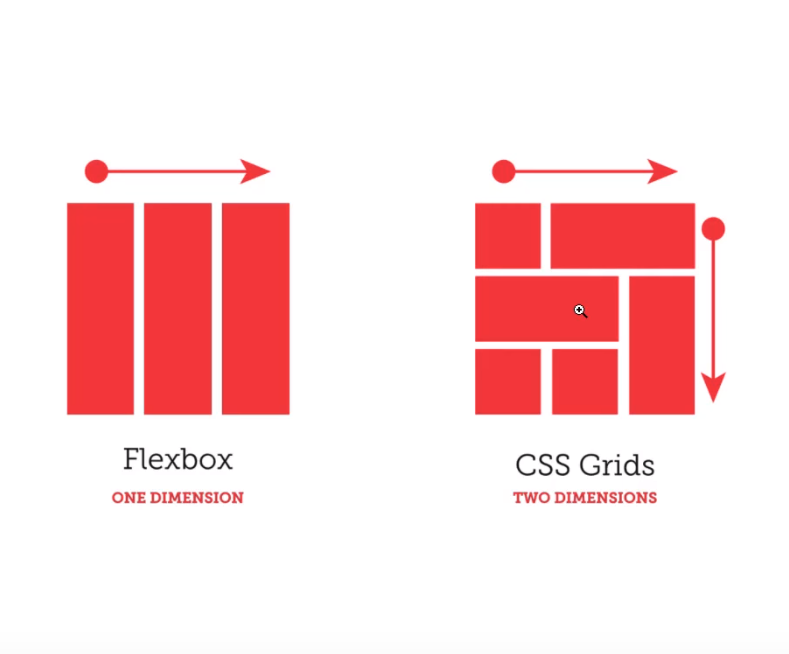 Flexbox
ONE DIMENSION
CSS Grids
TWO DIMENSIONS